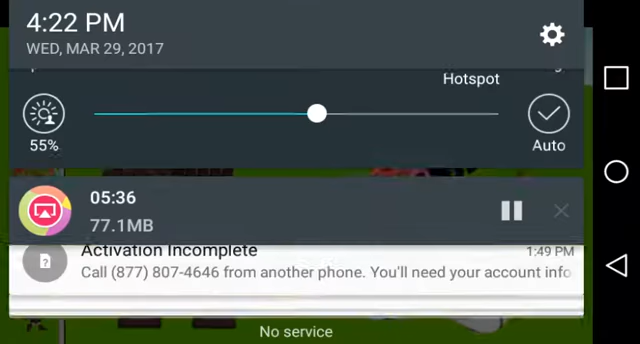 4:22 PM
WED, MAR 29, 2017
Hotspot
55%
Auto
05:36
77.1MB
Activation Incomplete
1:49 PM
Call (877) 807-4646 from another phone. You'll need your account info
No service